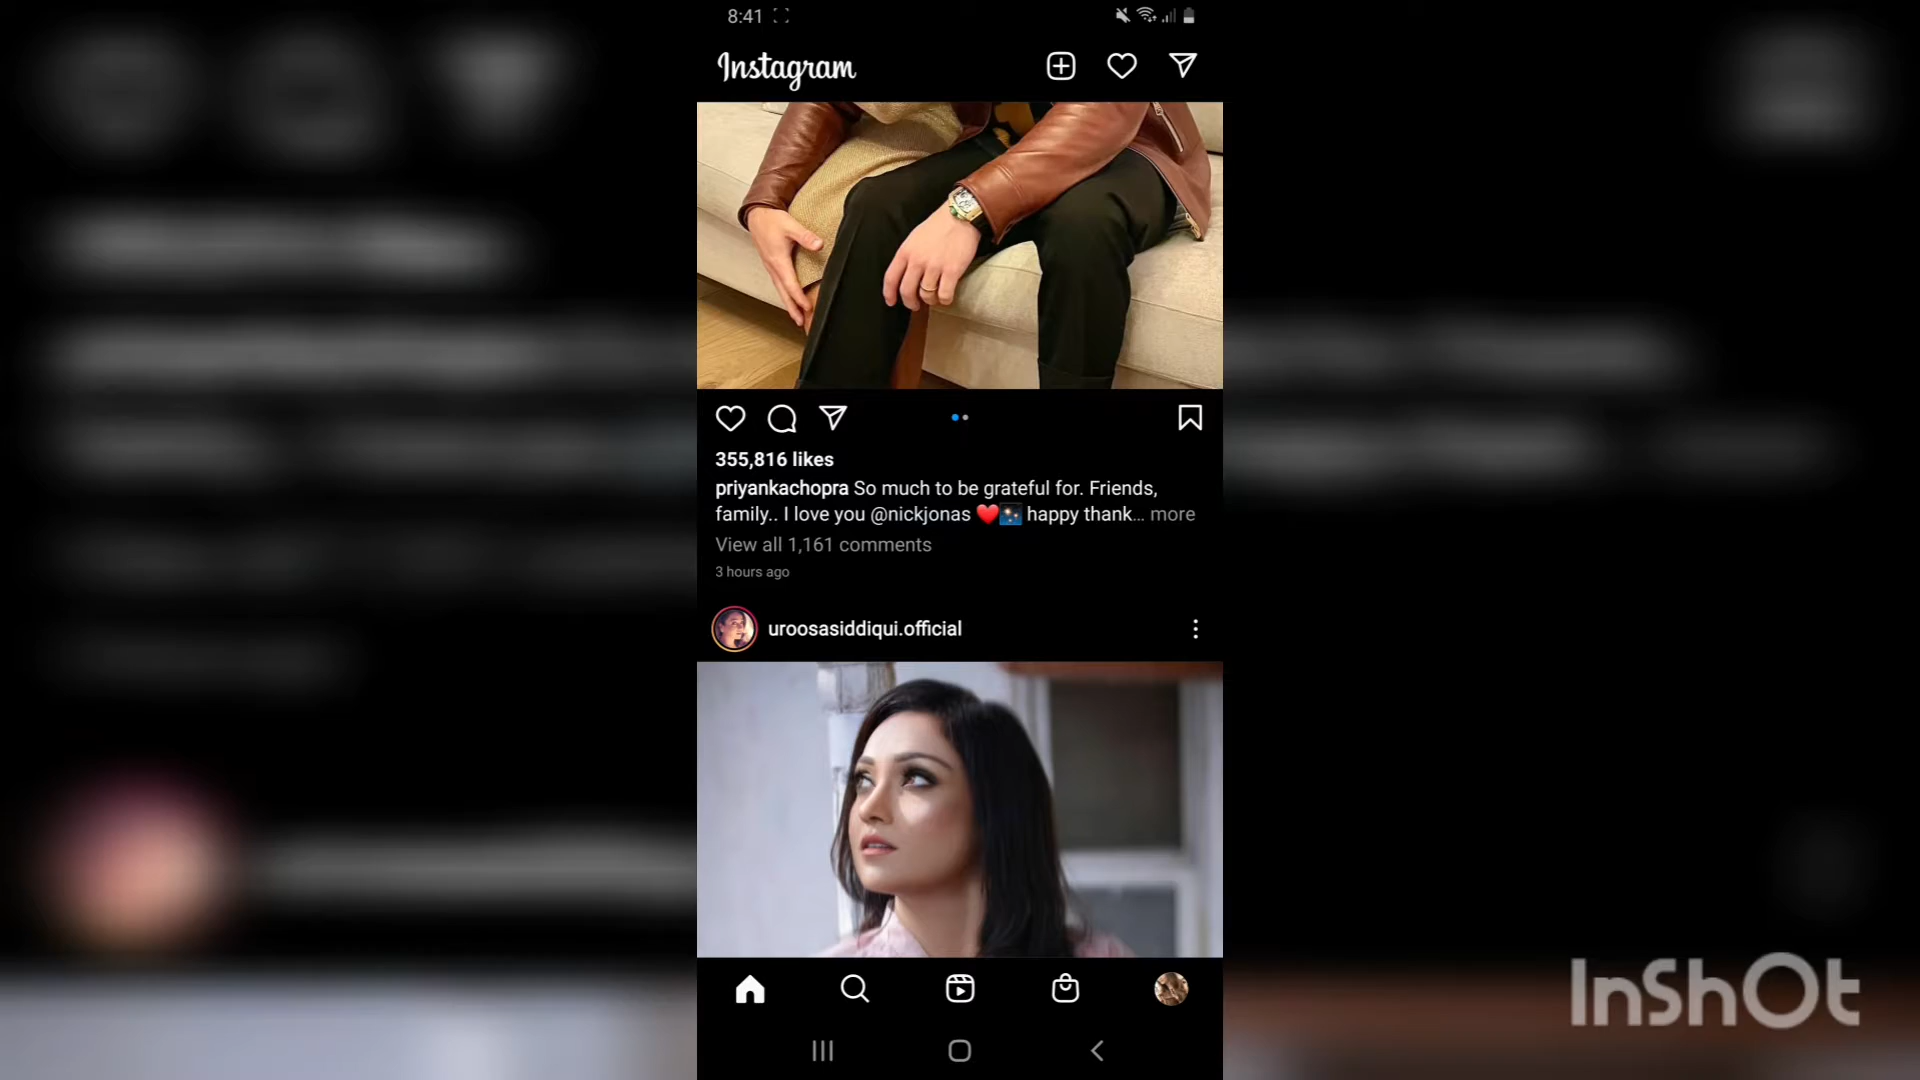 8:41
Instagram
355,816 likes
priyankachopra So much to be grateful for. Friends,
family.. I love you @nickjonas ❤️🌌 happy thank... more
View all 1,161 comments
3 hours ago
uroosasiddiqui.official
InShOt